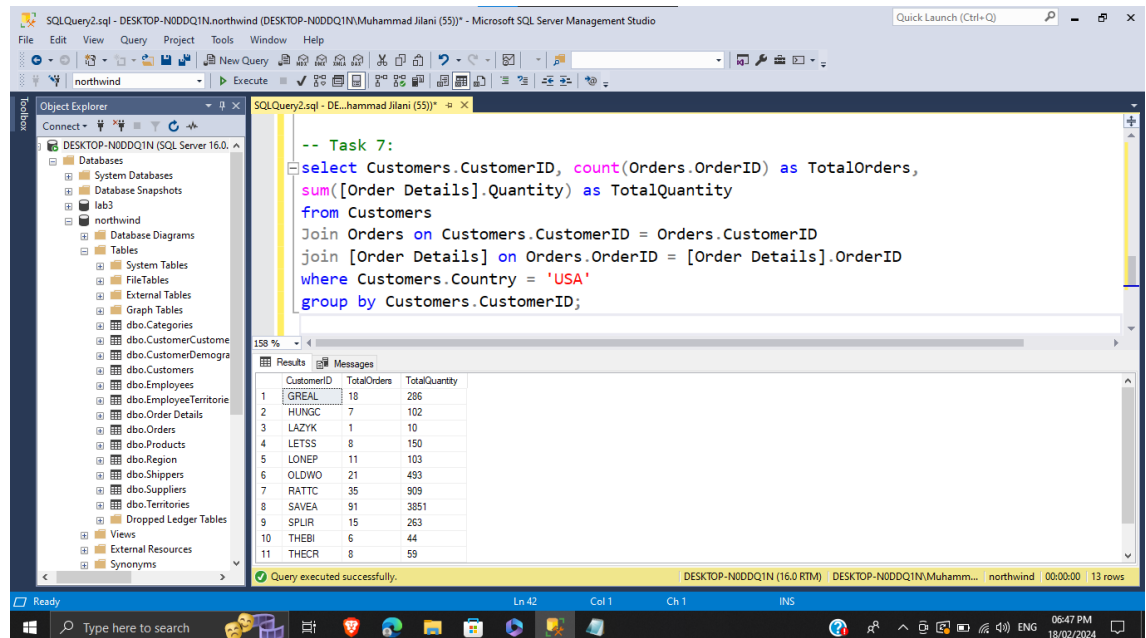 SQLQuery2.sql - DESKTOP-N0DDQ1N.northwind (DESKTOP-N0DDQ1N\Muhammad Jilani (55))* - Microsoft SQL Server Management Studio
Quick Launch (Ctrl+Q)
File Edit View Query Project Tools Window Help
New Query
northwind
Execute
Toolbox
Object Explorer
SQLQuery2.sql - DE...hammad Jilani (55))*
Connect
DESKTOP-N0DDQ1N (SQL Server 16.0.
Databases
System Databases
Database Snapshots
lab3
northwind
Database Diagrams
Tables
System Tables
FileTables
External Tables
Graph Tables
dbo.Categories
dbo.CustomerCustome
dbo.CustomerDemogra
dbo.Customers
dbo.Employees
dbo.EmployeeTerritorie
dbo.Order Details
dbo.Orders
dbo.Products
dbo.Region
dbo.Shippers
dbo.Suppliers
dbo.Territories
Dropped Ledger Tables
Views
External Resources
Synonyms
-- Task 7:
select Customers.CustomerID, count(Orders.OrderID) as TotalOrders,
sum([Order Details].Quantity) as TotalQuantity
from Customers
Join Orders on Customers.CustomerID = Orders.CustomerID
join [Order Details] on Orders.OrderID = [Order Details].OrderID
where Customers.Country = 'USA'
group by Customers.CustomerID;
158 %
Results Messages
CustomerID TotalOrders TotalQuantity
1 GREAL 18 286
2 HUNGC 7 102
3 LAZYK 1 10
4 LETSS 8 150
5 LONEP 11 103
6 OLDWO 21 493
7 RATTC 35 909
8 SAVEA 91 3851
9 SPLIR 15 263
10 THEBI 6 44
11 THECR 8 59
Query executed successfully.
DESKTOP-N0DDQ1N (16.0 RTM) DESKTOP-N0DDQ1N\Muhamm... northwind 00:00:00 13 rows
Ready
Ln 42 Col 1 Ch 1 INS
Type here to search
ENG
06:47 PM
18/02/2024